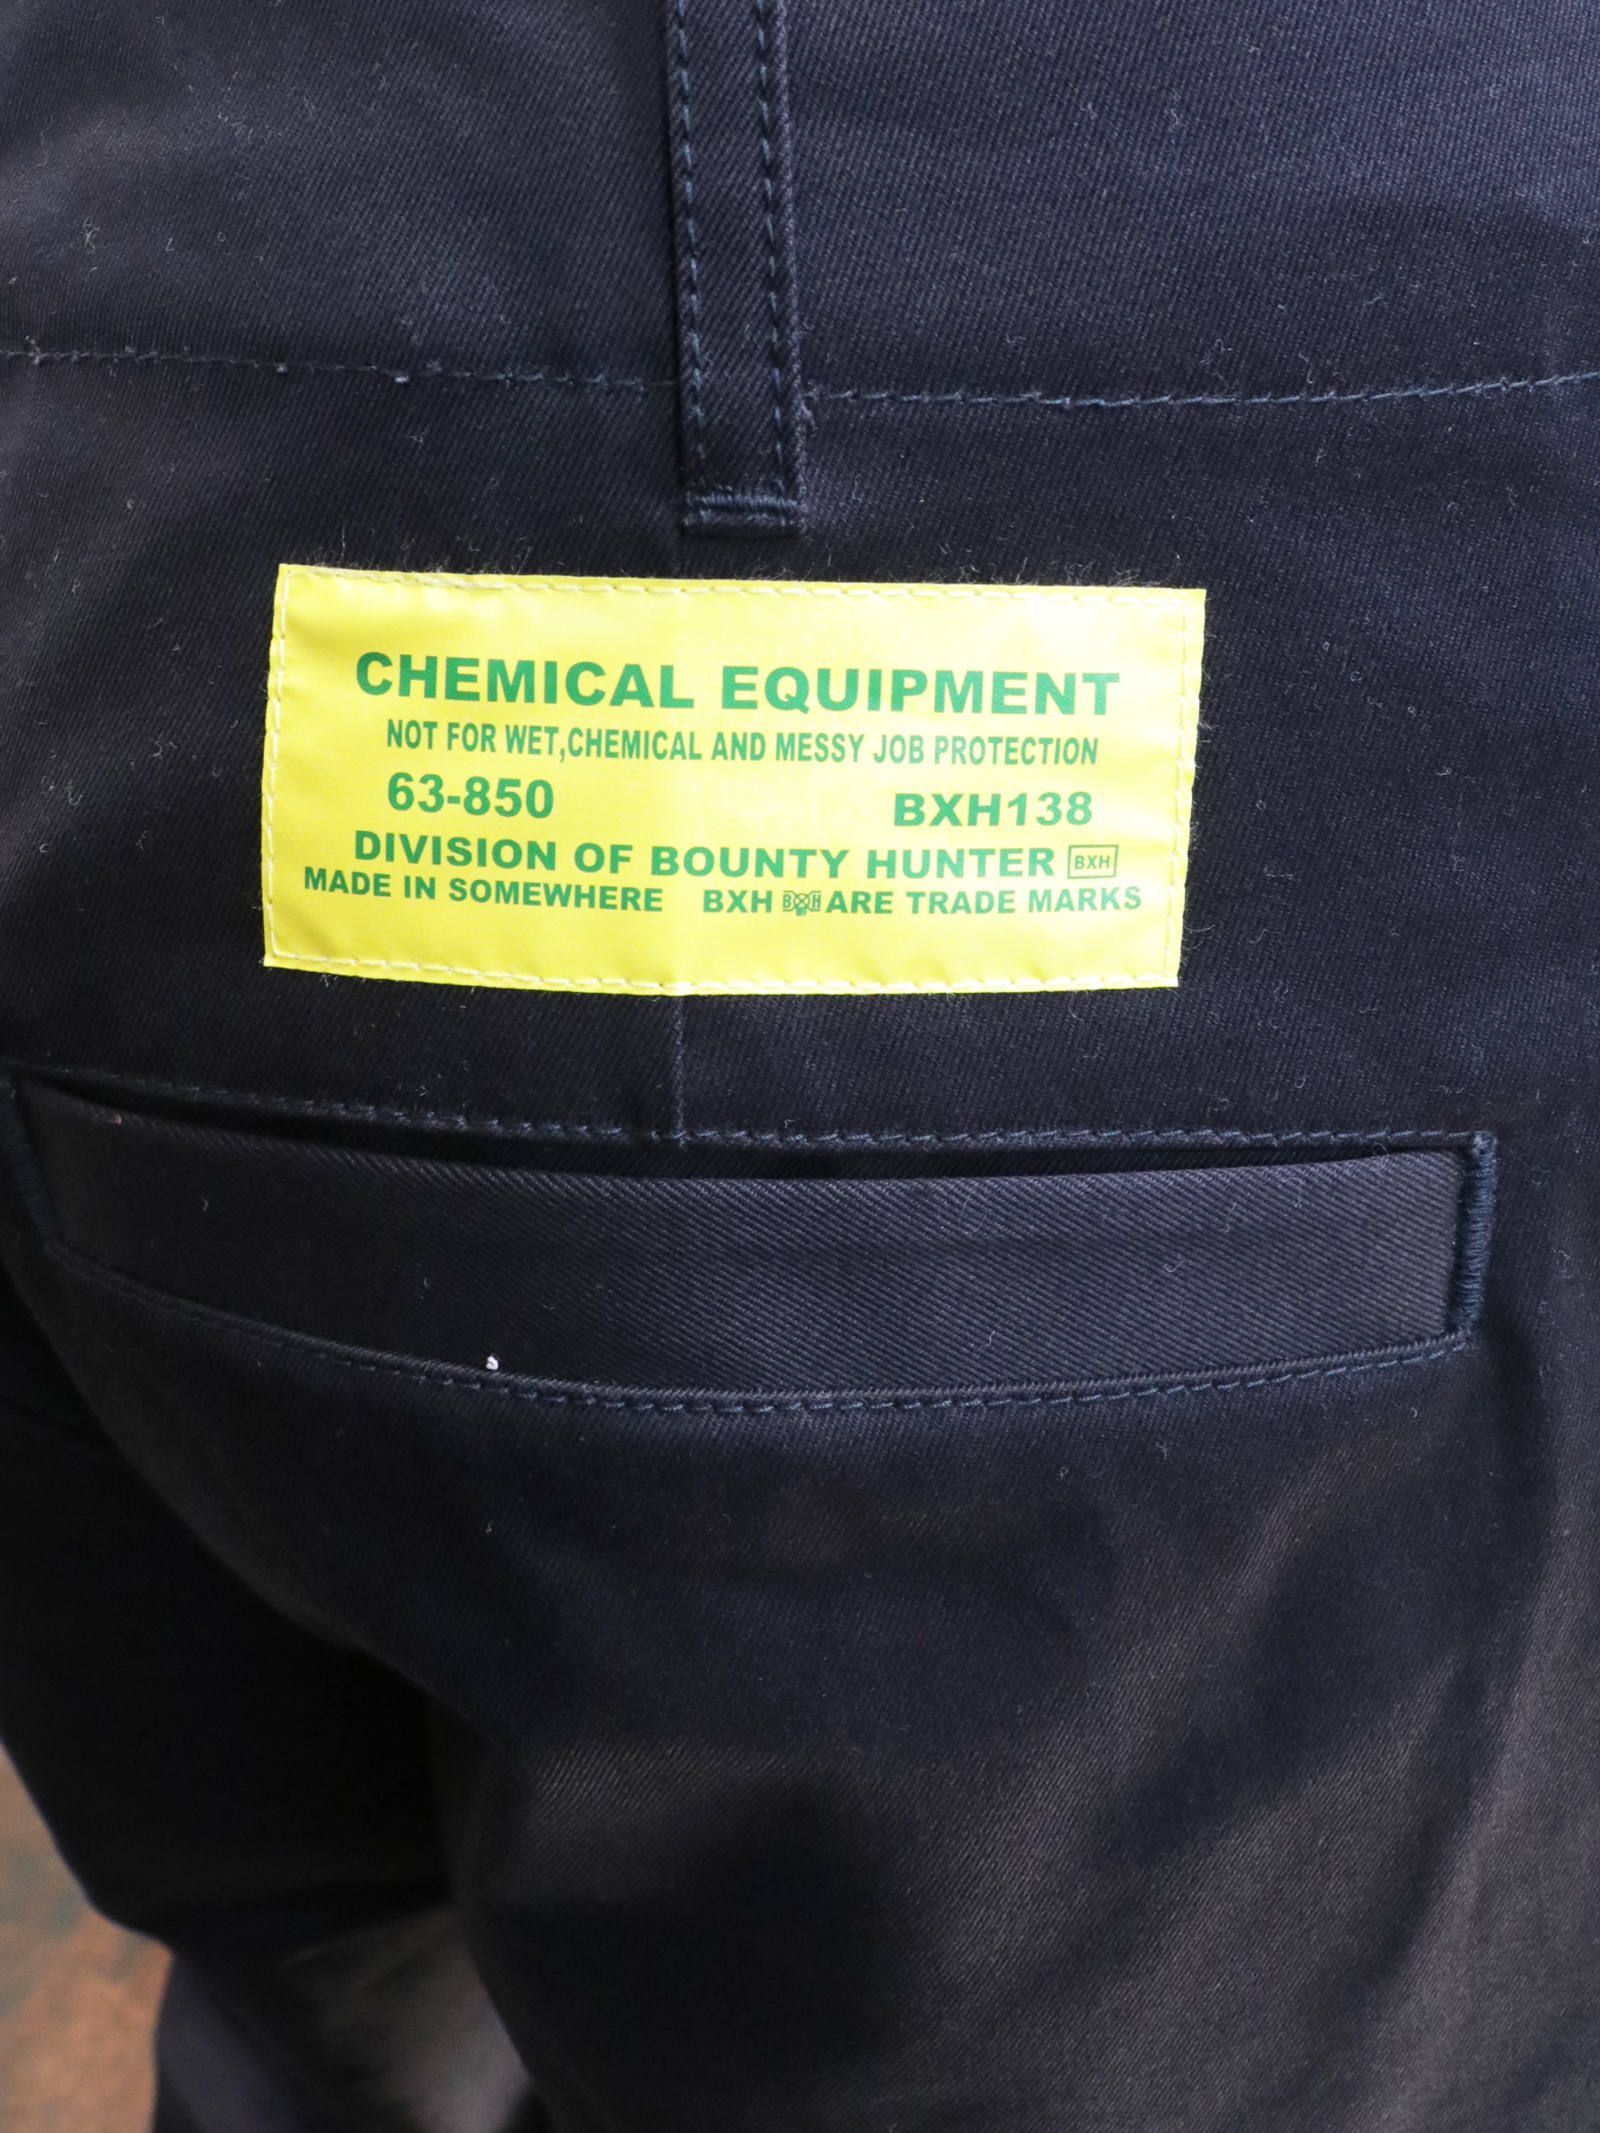 CHEMICAL EQUIPMENT
NOT FOR WET,CHEMICAL AND MESSY JOB PROTECTION
63-850 BXH138
DIVISION OF BOUNTY HUNTER BXH
MADE IN SOMEWHERE BXH BXH ARE TRADE MARKS